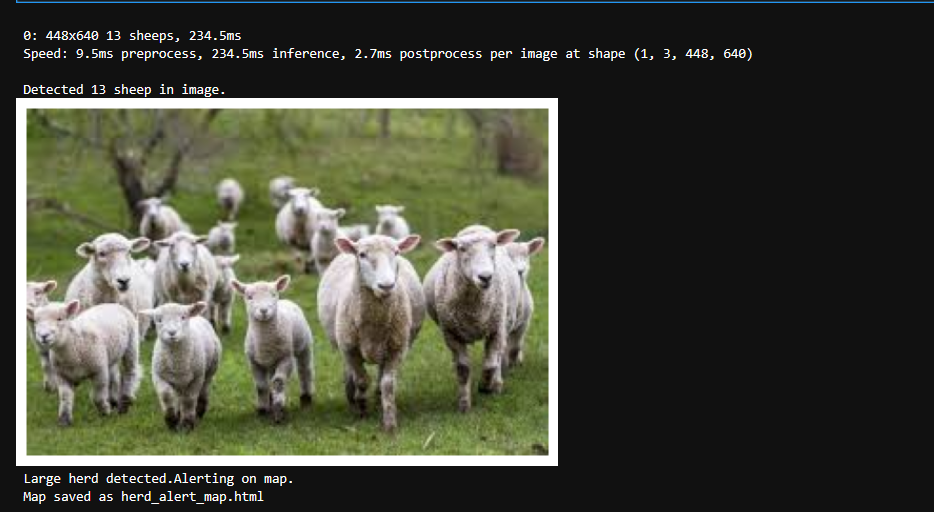 0: 448x640 13 sheeps, 234.5ms
Speed: 9.5ms preprocess, 234.5ms inference, 2.7ms postprocess per image at shape (1, 3, 448, 640)
Detected 13 sheep in image.
Large herd detected.Alerting on map.
Map saved as herd_alert_map.html